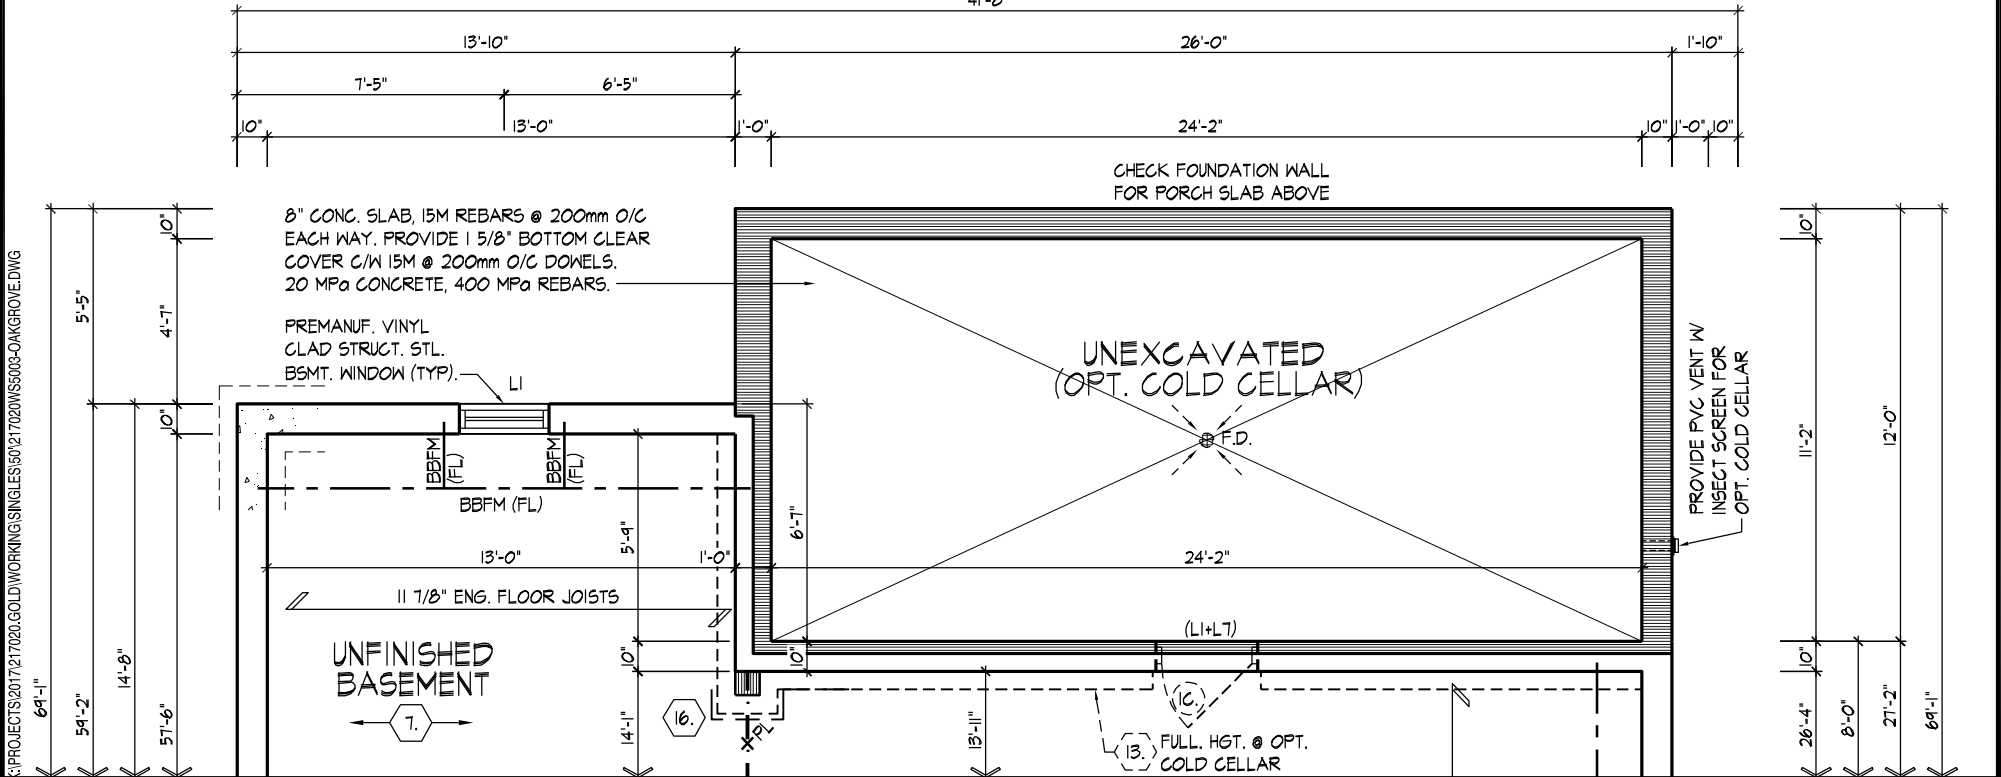 41'-8"
13'-10"
26'-0"
1'-10"
7'-5"
6'-5"
10"
13'-0"
1'-0"
24'-2"
10"
1'-0"
10"
CHECK FOUNDATION WALL
FOR PORCH SLAB ABOVE
8" CONC. SLAB, 15M REBARS @ 200mm O/C
EACH WAY. PROVIDE 1 5/8" BOTTOM CLEAR
COVER C/W 15M @ 200mm O/C DOWELS.
20 MPa CONCRETE, 400 MPa REBARS.
PREMANUF. VINYL
CLAD STRUCT. STL.
BSMT. WINDOW (TYP).
L1
UNEXCAVATED
(OPT. COLD CELLAR)
F.D.
PROVIDE PVC VENT W/
INSECT SCREEN FOR
OPT. COLD CELLAR
10"
5'-5"
4'-7"
10"
69'-1"
59'-2"
14'-8"
57'-6"
BBFM
(FL)
BBFM
(FL)
BBFM (FL)
5'-9"
6'-7"
13'-0"
1'-0"
24'-2"
11 7/8" ENG. FLOOR JOISTS
(L1+L7)
UNFINISHED
BASEMENT
7.
10"
10"
16.
PL
14'-1"
13'-11"
1C.
13.
FULL. HGT. @ OPT.
COLD CELLAR
10"
11'-2"
12'-0"
10"
26'-4"
8'-0"
27'-2"
69'-1"
K:\PROJECTS\2017\217020.GOLD\WORKING\SINGLES\50\217020WS5003-OAKGROVE.DWG